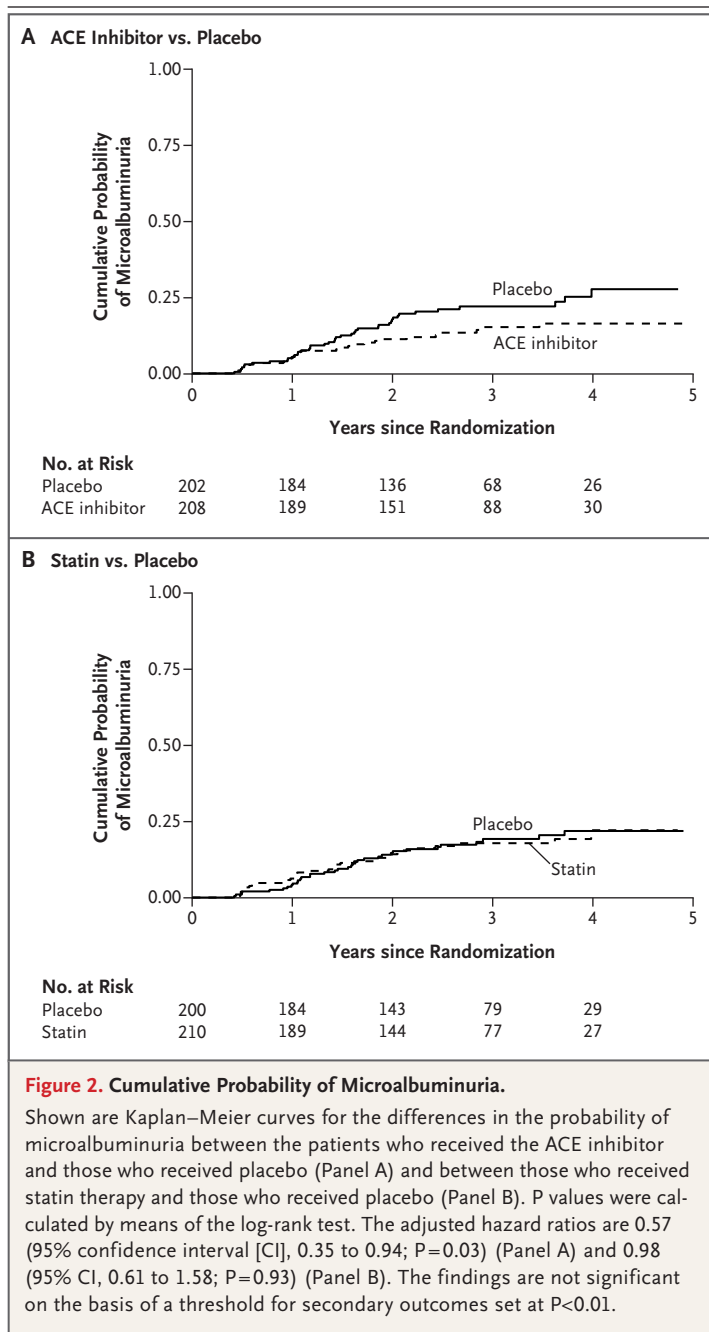 A ACE Inhibitor vs. Placebo
1.00
0.75
0.50
0.25
0.00
Cumulative Probability
of Microalbuminuria
Placebo
ACE inhibitor
0 1 2 3 4 5
Years since Randomization
No. at Risk
Placebo 202 184 136 68 26
ACE inhibitor 208 189 151 88 30
B Statin vs. Placebo
1.00
0.75
0.50
0.25
0.00
Cumulative Probability
of Microalbuminuria
Placebo
Statin
0 1 2 3 4 5
Years since Randomization
No. at Risk
Placebo 200 184 143 79 29
Statin 210 189 144 77 27
Figure 2. Cumulative Probability of Microalbuminuria.
Shown are Kaplan–Meier curves for the differences in the probability of
microalbuminuria between the patients who received the ACE inhibitor
and those who received placebo (Panel A) and between those who received
statin therapy and those who received placebo (Panel B). P values were cal-
culated by means of the log-rank test. The adjusted hazard ratios are 0.57
(95% confidence interval [CI], 0.35 to 0.94; P=0.03) (Panel A) and 0.98
(95% CI, 0.61 to 1.58; P=0.93) (Panel B). The findings are not significant
on the basis of a threshold for secondary outcomes set at P<0.01.